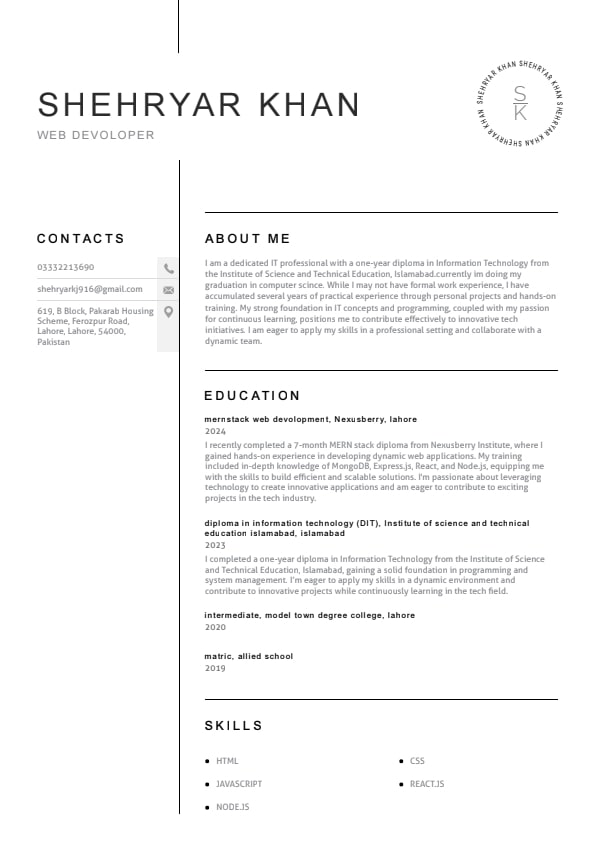 SHEHRYAR KHAN
WEB DEVOLOPER
SHEHRYAR KHAN SHEHRYAR KHAN SHEHRYAR KHAN SHEHRYAR KHAN
S
K
CONTACTS
03332213690
shehryarkj916@gmail.com
619, B Block, Pakarab Housing
Scheme, Ferozpur Road,
Lahore, Lahore, 54000,
Pakistan
ABOUT ME
I am a dedicated IT professional with a one-year diploma in Information Technology from
the Institute of Science and Technical Education, Islamabad.currently im doing my
graduation in computer scince. While I may not have formal work experience, I have
accumulated several years of practical experience through personal projects and hands-on
training. My strong foundation in IT concepts and programming, coupled with my passion
for continuous learning, positions me to contribute effectively to innovative tech
initiatives. I am eager to apply my skills in a professional setting and collaborate with a
dynamic team.
EDUCATION
mernstack web devolopment, Nexusberry, lahore
2024
I recently completed a 7-month MERN stack diploma from Nexusberry Institute, where I
gained hands-on experience in developing dynamic web applications. My training
included in-depth knowledge of MongoDB, Express.js, React, and Node.js, equipping me
with the skills to build efficient and scalable solutions. I'm passionate about leveraging
technology to create innovative applications and am eager to contribute to exciting
projects in the tech industry.
diploma in information technology (DIT), Institute of science and technical
education islamabad, islamabad
2023
I completed a one-year diploma in Information Technology from the Institute of Science
and Technical Education, Islamabad, gaining a solid foundation in programming and
system management. I'm eager to apply my skills in a dynamic environment and
contribute to innovative projects while continuously learning in the tech field.
intermediate, model town degree college, lahore
2020
matric, allied school
2019
SKILLS
• HTML
• CSS
• JAVASCRIPT
• REACT.JS
• NODE.JS